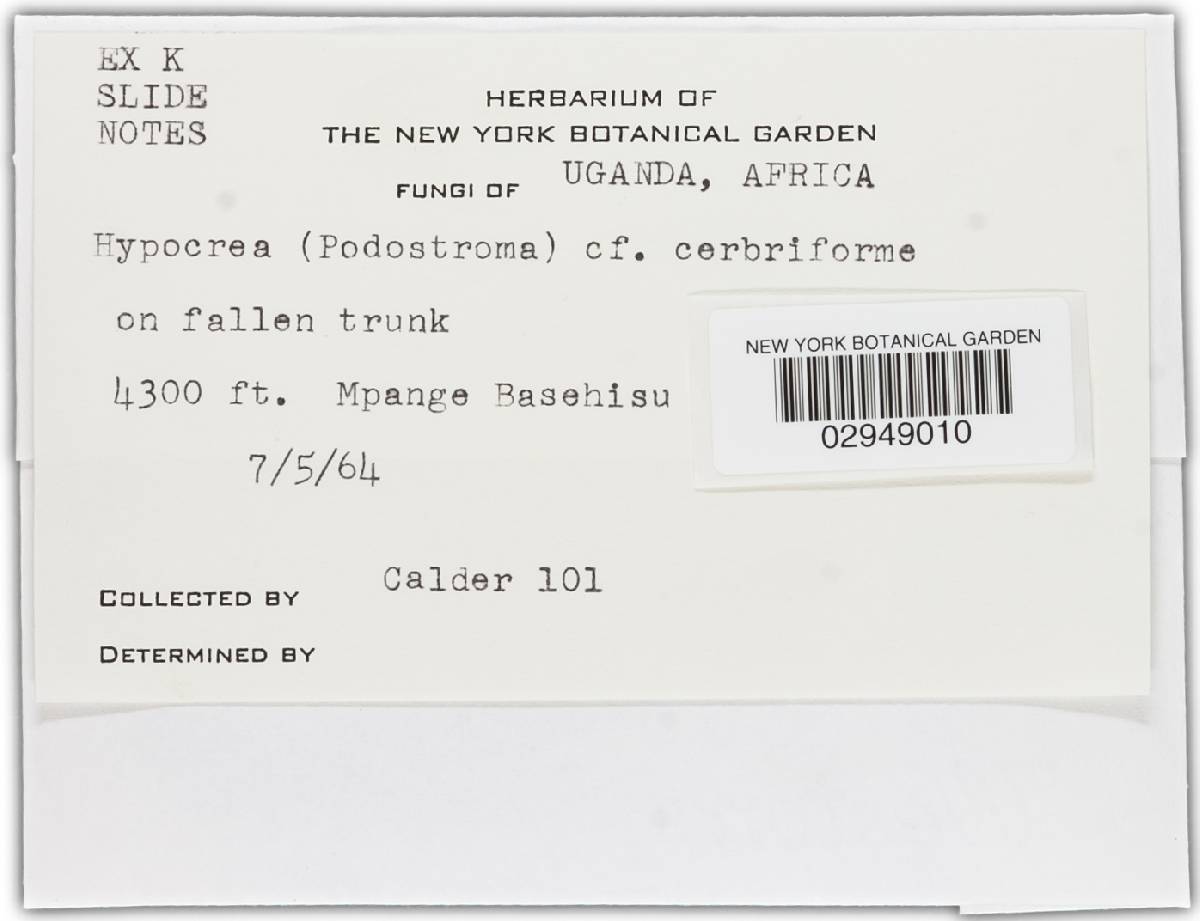 EX K
SLIDE
NOTES
HERBARIUM OF
THE NEW YORK BOTANICAL GARDEN
FUNGI OF UGANDA, AFRICA
Hypocrea (Podostroma) cf. cerbriforme
on fallen trunk
4300 ft. Mpange Basehisu
7/5/64
NEW YORK BOTANICAL GARDEN
02949010
COLLECTED BY Calder 101
DETERMINED BY